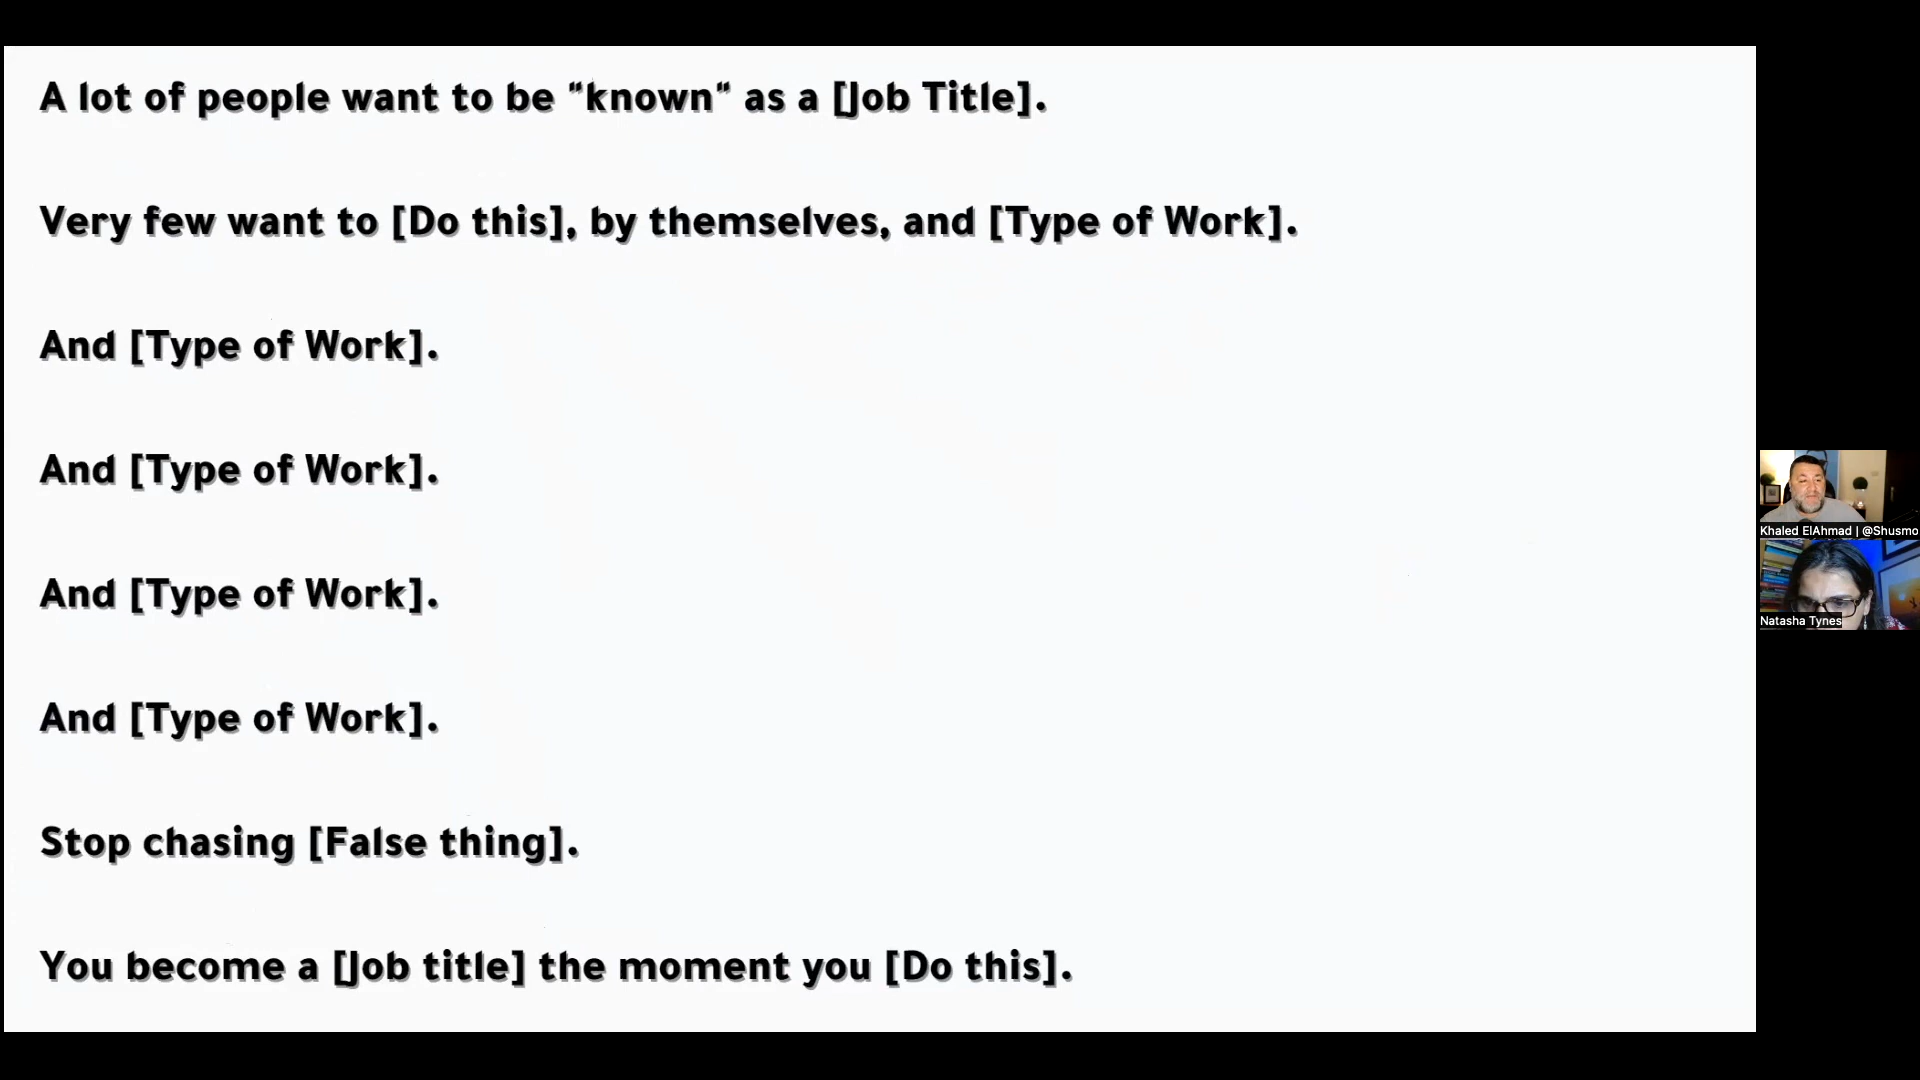 A lot of people want to be "known" as a [Job Title].
Very few want to [Do this], by themselves, and [Type of Work].
And [Type of Work].
And [Type of Work].
And [Type of Work].
And [Type of Work].
Stop chasing [False thing].
You become a [Job title] the moment you [Do this].
Khaled ElAhmad | @Shusmo
Natasha Tynes